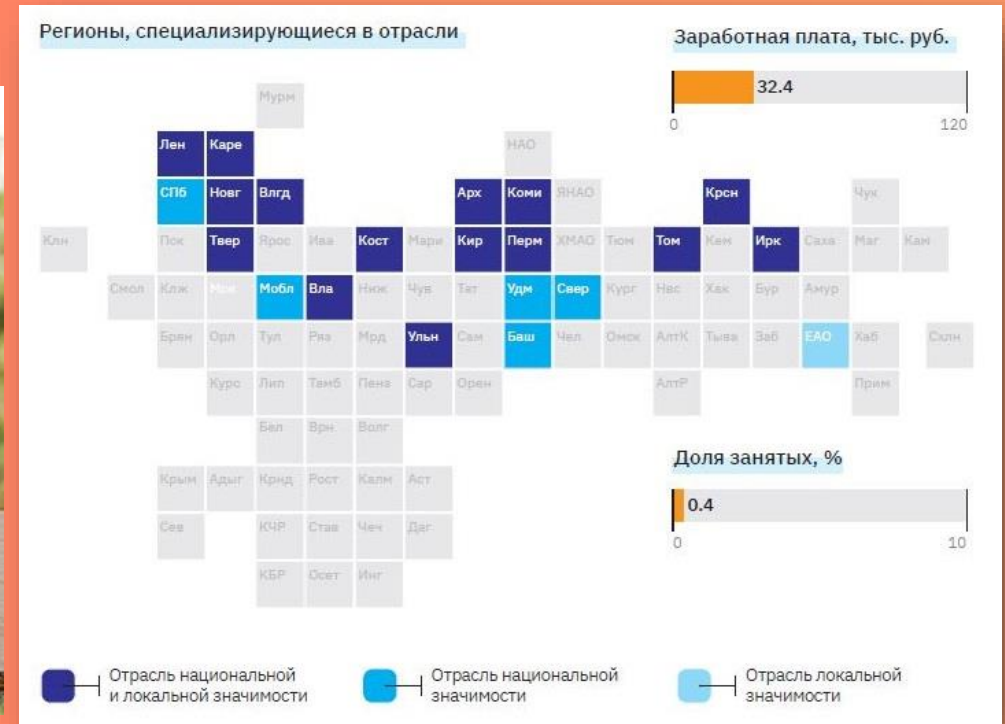 Регионы, специализирующиеся в отрасли
Заработная плата, тыс. руб.
32.4
0 120
Мурм
Лен Каре НАО
СПб Новг Влгд Арх Коми ЯНАО Крсн Чук
Клн Пск Твер Ярос Ива Кост Мари Кир Перм ХМАО Тюм Том Кем Ирк Саха Маг Кам
Смол Клж Мск Мобл Вла Ниж Чув Тат Удм Свер Кург Нвс Хак Бур Амур
Брян Орл Тул Ряз Мрд Ульн Сам Баш Чел Омск АлтК Тыва Заб ЕАО Хаб Схлн
Курс Лип Тамб Пенз Сар Орен АлтР Прим
Бел Врн Волг
Доля занятых, %
Крым Адыг Крнд Рост Калм Аст
0.4
Сев КЧР Став Чеч Даг
0 10
КБР Осет Инг
Отрасль национальной
и локальной значимости
Отрасль национальной
значимости
Отрасль локальной
значимости